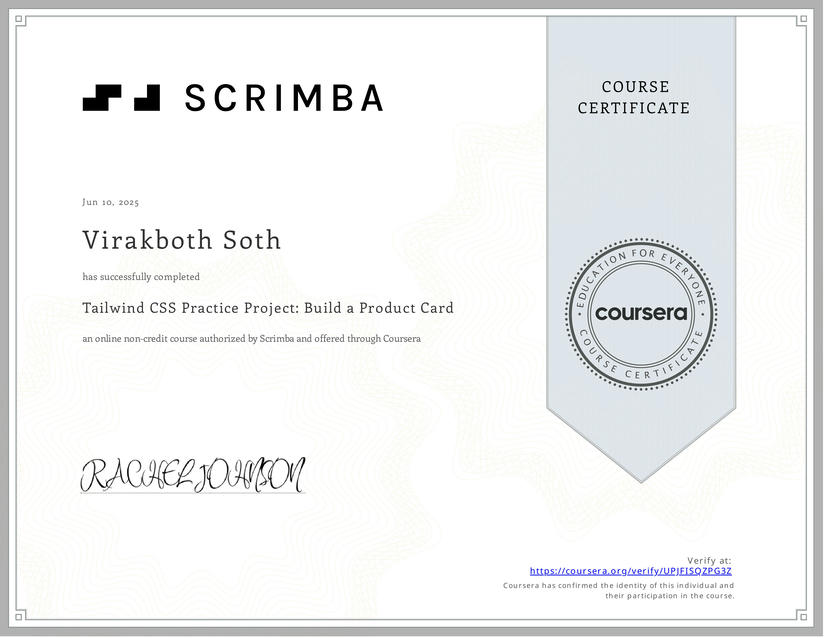 SCRIMBA
COURSE
CERTIFICATE
Jun 10, 2025
Virakboth Soth
has successfully completed
Tailwind CSS Practice Project: Build a Product Card
an online non-credit course authorized by Scrimba and offered through Coursera
EDUCATION FOR EVERYONE
coursera
COURSE CERTIFICATE
RACHEL JOHNSON
Verify at:
https://coursera.org/verify/UPJFISQZPG3Z
Coursera has confirmed the identity of this individual and
their participation in the course.